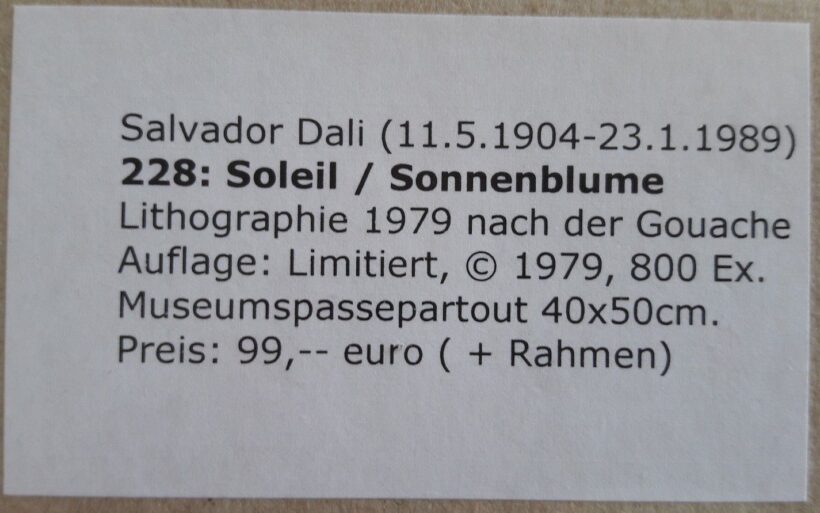 Salvador Dali (11.5.1904-23.1.1989)
228: Soleil / Sonnenblume
Lithographie 1979 nach der Gouache
Auflage: Limitiert, © 1979, 800 Ex.
Museumspassepartout 40x50cm.
Preis: 99,-- euro ( + Rahmen)